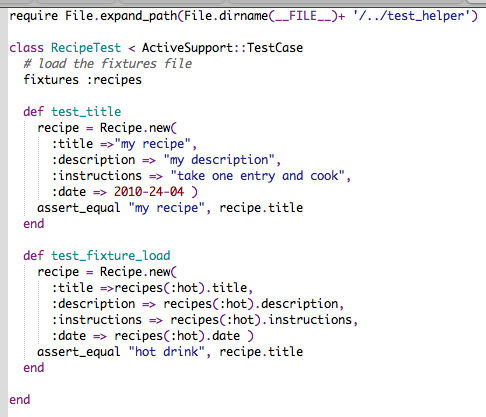 require File.expand_path(File.dirname(__FILE__)+ '/../test_helper')
class RecipeTest < ActiveSupport::TestCase
# load the fixtures file
fixtures :recipes
def test_title
recipe = Recipe.new(
:title =>"my recipe",
:description => "my description",
:instructions => "take one entry and cook",
:date => 2010-24-04 )
assert_equal "my recipe", recipe.title
end
def test_fixture_load
recipe = Recipe.new(
:title =>recipes(:hot).title,
:description => recipes(:hot).description,
:instructions => recipes(:hot).instructions,
:date => recipes(:hot).date )
assert_equal "hot drink", recipe.title
end
end